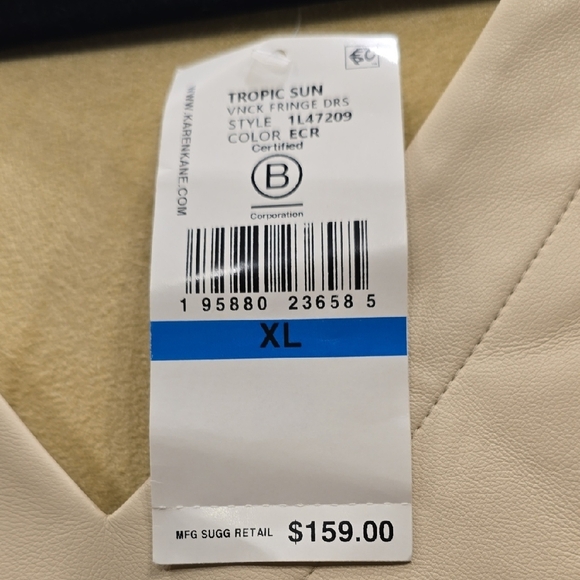 TROPIC SUN
VNCK FRINGE DRS
STYLE 1L47209
COLOR ECR
Certified
B
Corporation
WWW.KARENKANE.COM
1 95880 23658 5
XL
MFG SUGG RETAIL $159.00